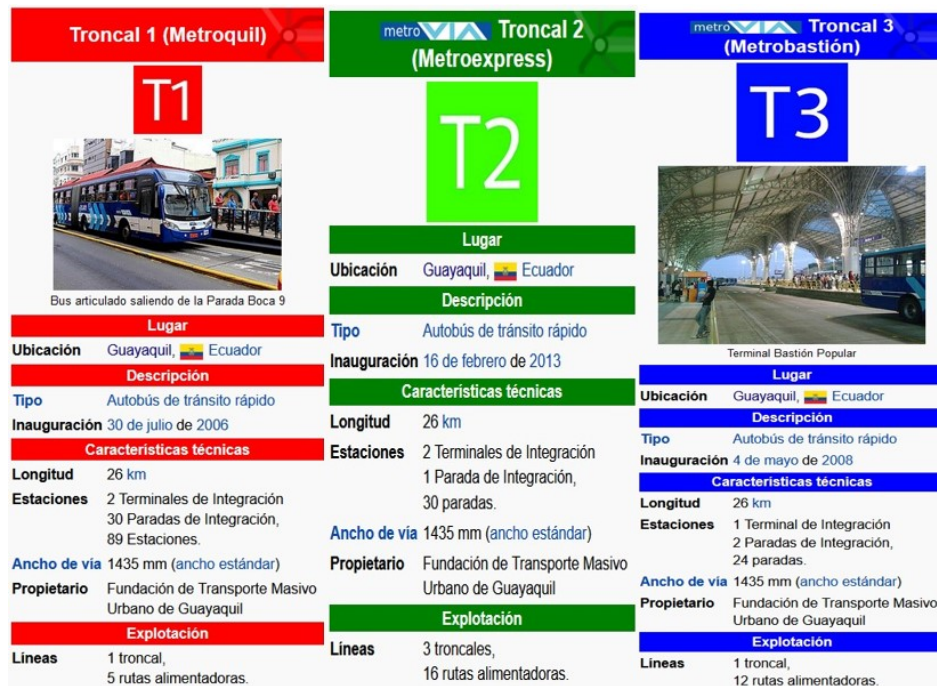 Troncal 1 (Metroquil)
T1
Bus articulado saliendo de la Parada Boca 9
Lugar
Ubicación Guayaquil, Ecuador
Descripción
Tipo Autobús de tránsito rápido
Inauguración 30 de julio de 2006
Características técnicas
Longitud 26 km
Estaciones 2 Terminales de Integración
30 Paradas de Integración,
89 Estaciones.
Ancho de vía 1435 mm (ancho estándar)
Propietario Fundación de Transporte Masivo
Urbano de Guayaquil
Explotación
Líneas 1 troncal,
5 rutas alimentadoras.
metro VIA Troncal 2
(Metroexpress)
T2
Lugar
Ubicación Guayaquil, Ecuador
Descripción
Tipo Autobús de tránsito rápido
Inauguración 16 de febrero de 2013
Características técnicas
Longitud 26 km
Estaciones 2 Terminales de Integración
1 Parada de Integración,
30 paradas.
Ancho de vía 1435 mm (ancho estándar)
Propietario Fundación de Transporte Masivo
Urbano de Guayaquil
Explotación
Líneas 3 troncales,
16 rutas alimentadoras.
metro VIA Troncal 3
(Metrobastión)
T3
Terminal Bastión Popular
Lugar
Ubicación Guayaquil, Ecuador
Descripción
Tipo Autobús de tránsito rápido
Inauguración 4 de mayo de 2008
Características técnicas
Longitud 26 km
Estaciones 1 Terminal de Integración
2 Paradas de Integración,
24 paradas.
Ancho de vía 1435 mm (ancho estándar)
Propietario Fundación de Transporte Masivo
Urbano de Guayaquil
Explotación
Líneas 1 troncal,
12 rutas alimentadoras.